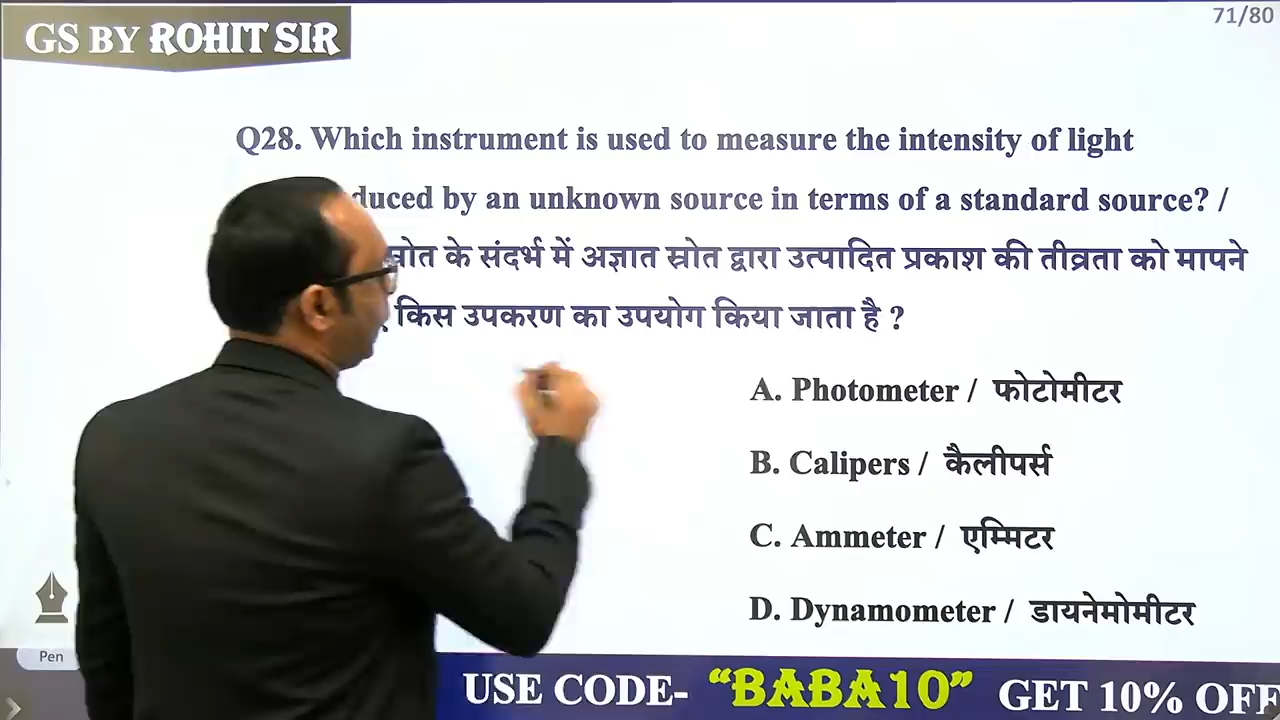 GS BY ROHIT SIR
71/80
Q28. Which instrument is used to measure the intensity of light
duced by an unknown source in terms of a standard source? /
के संदर्भ में अज्ञात स्रोत द्वारा उत्पादित प्रकाश की तीव्रता को मापने
किस उपकरण का उपयोग किया जाता है ?
A. Photometer / फोटोमीटर
B. Calipers / कैलीपर्स
C. Ammeter / एम्मिटर
D. Dynamometer / डायनेमोमीटर
Pen
USE CODE- “BABA10” GET 10% OFF